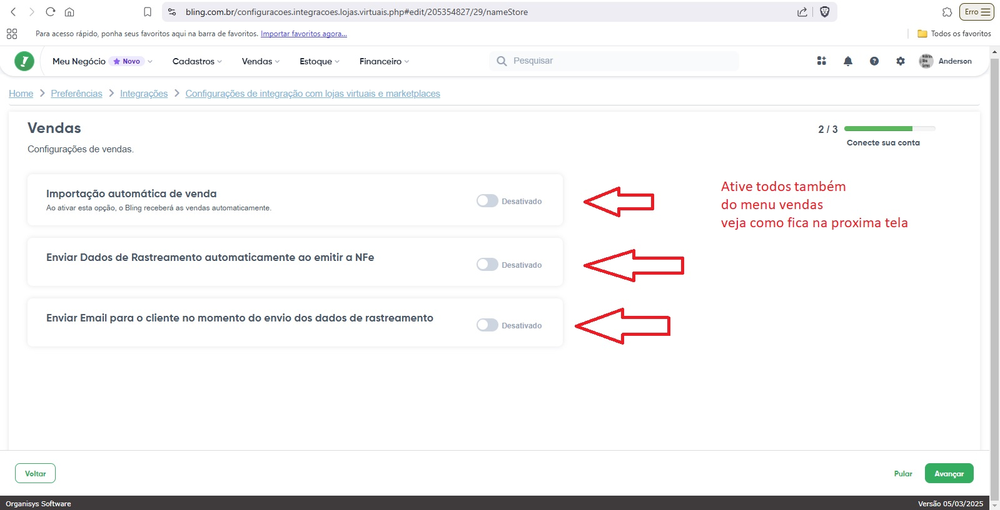 bling.com.br/configuracoes.integracoes.lojas.virtuais.php#edit/205354827/29/nameStore
Erro
Para acesso rápido, ponha seus favoritos aqui na barra de favoritos. Importar favoritos agora...
Todos os favoritos
Meu Negócio Novo Cadastros Vendas Estoque Financeiro Pesquisar Anderson
Home Preferências Integrações Configurações de integração com lojas virtuais e marketplaces
Vendas
Configurações de vendas.
2 / 3
Conecte sua conta
Importação automática de venda
Ao ativar esta opção, o Bling receberá as vendas automaticamente.
Desativado
Enviar Dados de Rastreamento automaticamente ao emitir a NFe
Desativado
Enviar Email para o cliente no momento do envio dos dados de rastreamento
Desativado
Ative todos também
do menu vendas
veja como fica na proxima tela
Voltar
Pular
Avançar
Organisys Software
Versão 05/03/2025